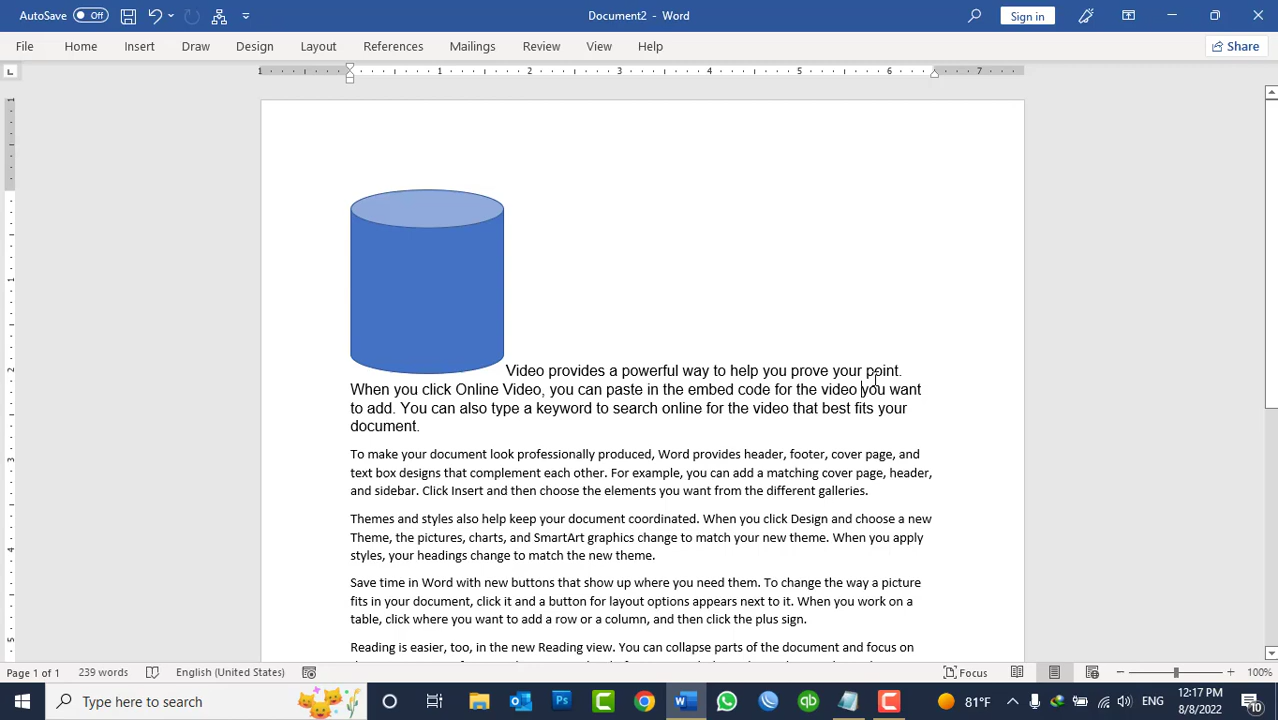 AutoSave Off Document2 - Word Sign in
File Home Insert Draw Design Layout References Mailings Review View Help Share
1 1 2 3 4 5 6 7
Video provides a powerful way to help you prove your point.
When you click Online Video, you can paste in the embed code for the video you want
to add. You can also type a keyword to search online for the video that best fits your
document.
To make your document look professionally produced, Word provides header, footer, cover page, and
text box designs that complement each other. For example, you can add a matching cover page, header,
and sidebar. Click Insert and then choose the elements you want from the different galleries.
Themes and styles also help keep your document coordinated. When you click Design and choose a new
Theme, the pictures, charts, and SmartArt graphics change to match your new theme. When you apply
styles, your headings change to match the new theme.
Save time in Word with new buttons that show up where you need them. To change the way a picture
fits in your document, click it and a button for layout options appears next to it. When you work on a
table, click where you want to add a row or a column, and then click the plus sign.
Reading is easier, too, in the new Reading view. You can collapse parts of the document and focus on
Page 1 of 1 239 words English (United States) Focus 100%
Type here to search 81°F ENG 12:17 PM
8/8/2022 10